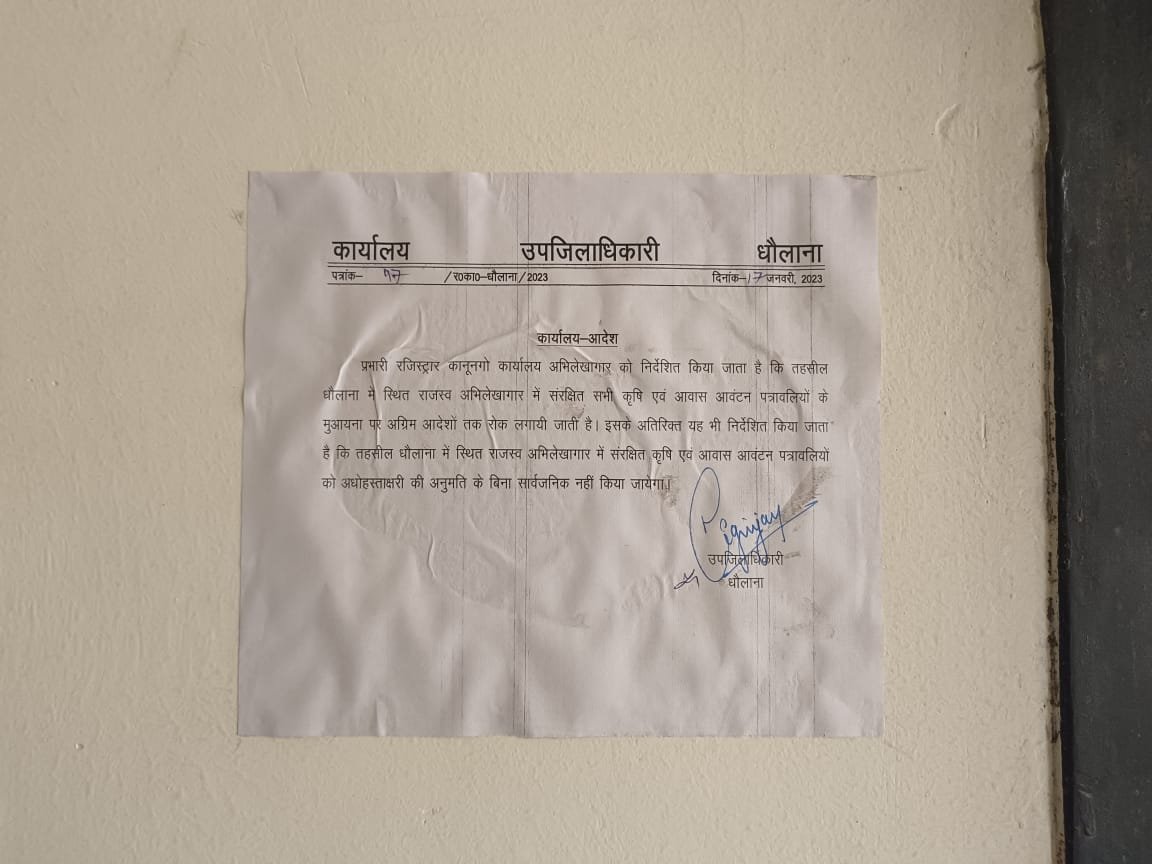 कार्यालय उपजिलाधिकारी धौलाना
पत्रांक- /र०का०-धौलाना/2023 दिनांक-17 जनवरी, 2023
कार्यालय-आदेश
प्रभारी रजिस्ट्रार कानूनगो कार्यालय अभिलेखागार को निर्देशित किया जाता है कि तहसील
धौलाना में स्थित राजस्व अभिलेखागार में संरक्षित सभी कृषि एवं आवास आवंटन पत्रावलियों के
मुआयना पर अग्रिम आदेशों तक रोक लगायी जाती है। इसके अतिरिक्त यह भी निर्देशित किया जाता
है कि तहसील धौलाना में स्थित राजस्व अभिलेखागार में संरक्षित कृषि एवं आवास आवंटन पत्रावलियों
को अधोहस्ताक्षरी की अनुमति के बिना सार्वजनिक नहीं किया जायेगा।
उपजिलाधिकारी
धौलाना